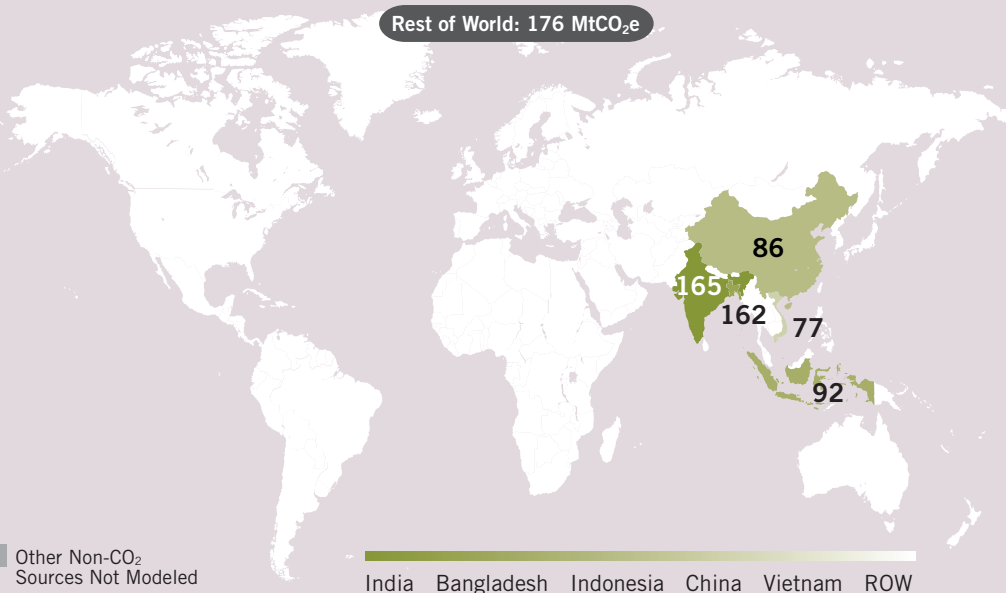 Rest of World: 176 MtCO₂e
86
165
162
77
92
Other Non-CO₂
Sources Not Modeled
India Bangladesh Indonesia China Vietnam ROW